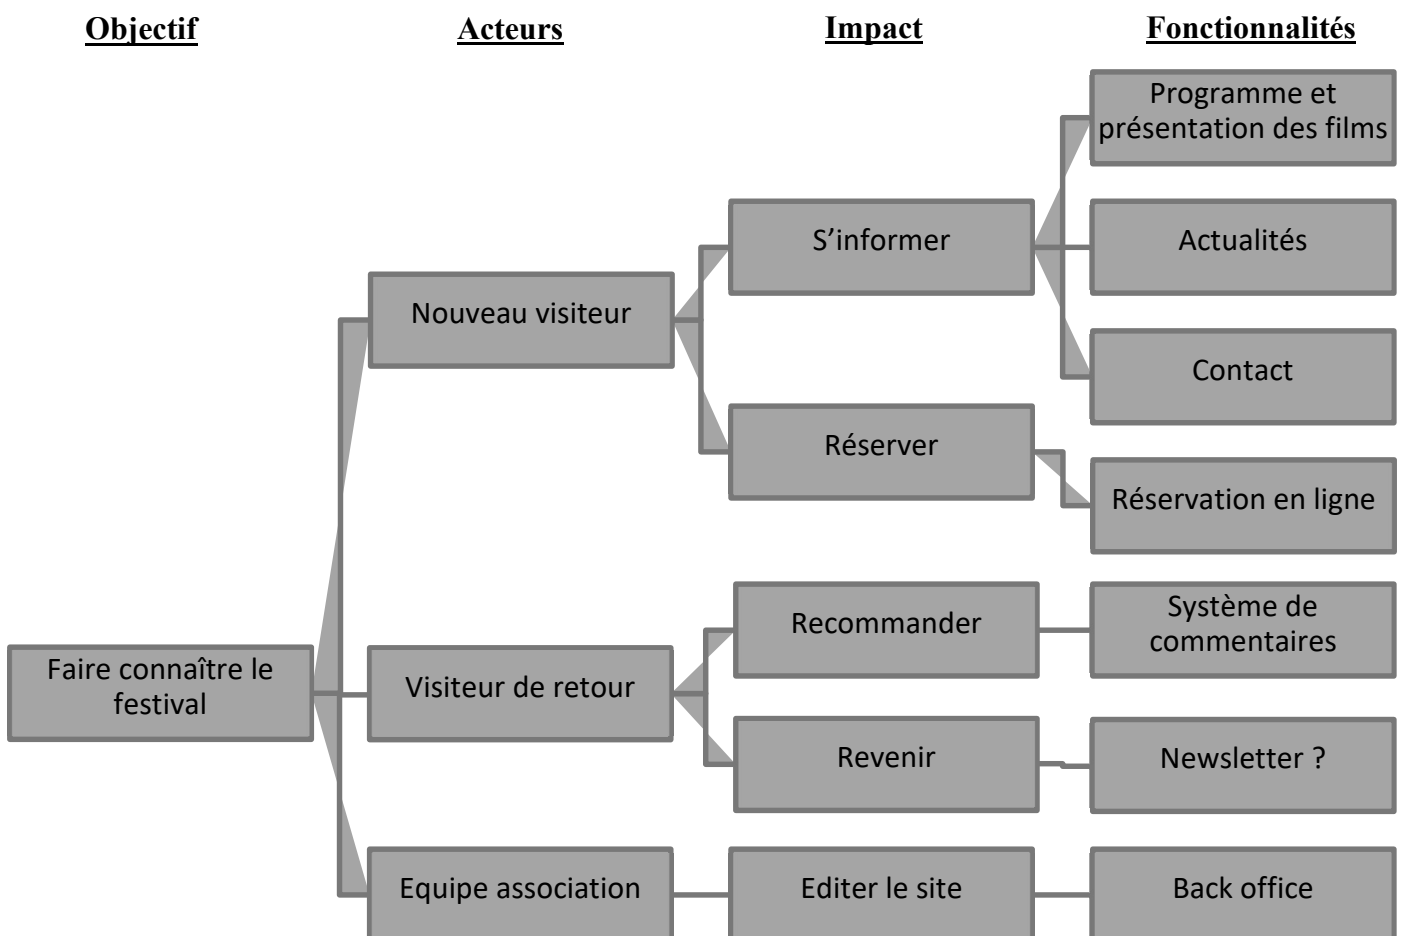 Objectif
Acteurs
Impact
Fonctionnalités
Programme et
présentation des films
S’informer
Actualités
Nouveau visiteur
Contact
Réserver
Réservation en ligne
Recommander
Système de
commentaires
Faire connaître le
festival
Visiteur de retour
Revenir
Newsletter ?
Equipe association
Editer le site
Back office